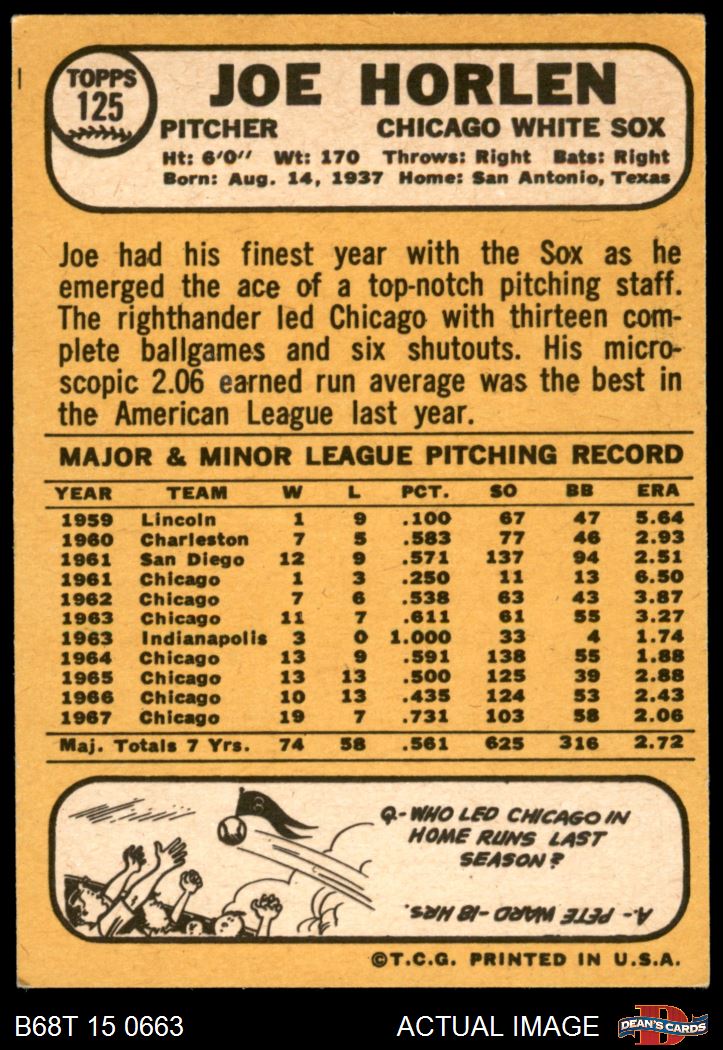 TOPPS
125
JOE HORLEN
PITCHER CHICAGO WHITE SOX
Ht: 6'0" Wt: 170 Throws: Right Bats: Right
Born: Aug. 14, 1937 Home: San Antonio, Texas
Joe had his finest year with the Sox as he
emerged the ace of a top-notch pitching staff.
The righthander led Chicago with thirteen com-
plete ballgames and six shutouts. His micro-
scopic 2.06 earned run average was the best in
the American League last year.
MAJOR & MINOR LEAGUE PITCHING RECORD
YEAR TEAM W L PCT. SO BB ERA
1959 Lincoln 1 9 .100 67 47 5.64
1960 Charleston 7 5 .583 77 46 2.93
1961 San Diego 12 9 .571 137 94 2.51
1961 Chicago 1 3 .250 11 13 6.50
1962 Chicago 7 6 .538 63 43 3.87
1963 Chicago 11 7 .611 61 55 3.27
1963 Indianapolis 3 0 1.000 33 4 1.74
1964 Chicago 13 9 .591 138 55 1.88
1965 Chicago 13 13 .500 125 39 2.88
1966 Chicago 10 13 .435 124 53 2.43
1967 Chicago 19 7 .731 103 58 2.06
Maj. Totals 7 Yrs. 74 58 .561 625 316 2.72
8
Q-WHO LED CHICAGO IN
HOME RUNS LAST
SEASON?
A.-PETE WARD-18 HRS.
©T.C.G. PRINTED IN U.S.A.
B68T 15 0663 ACTUAL IMAGE
D
DEAN'S CARDS